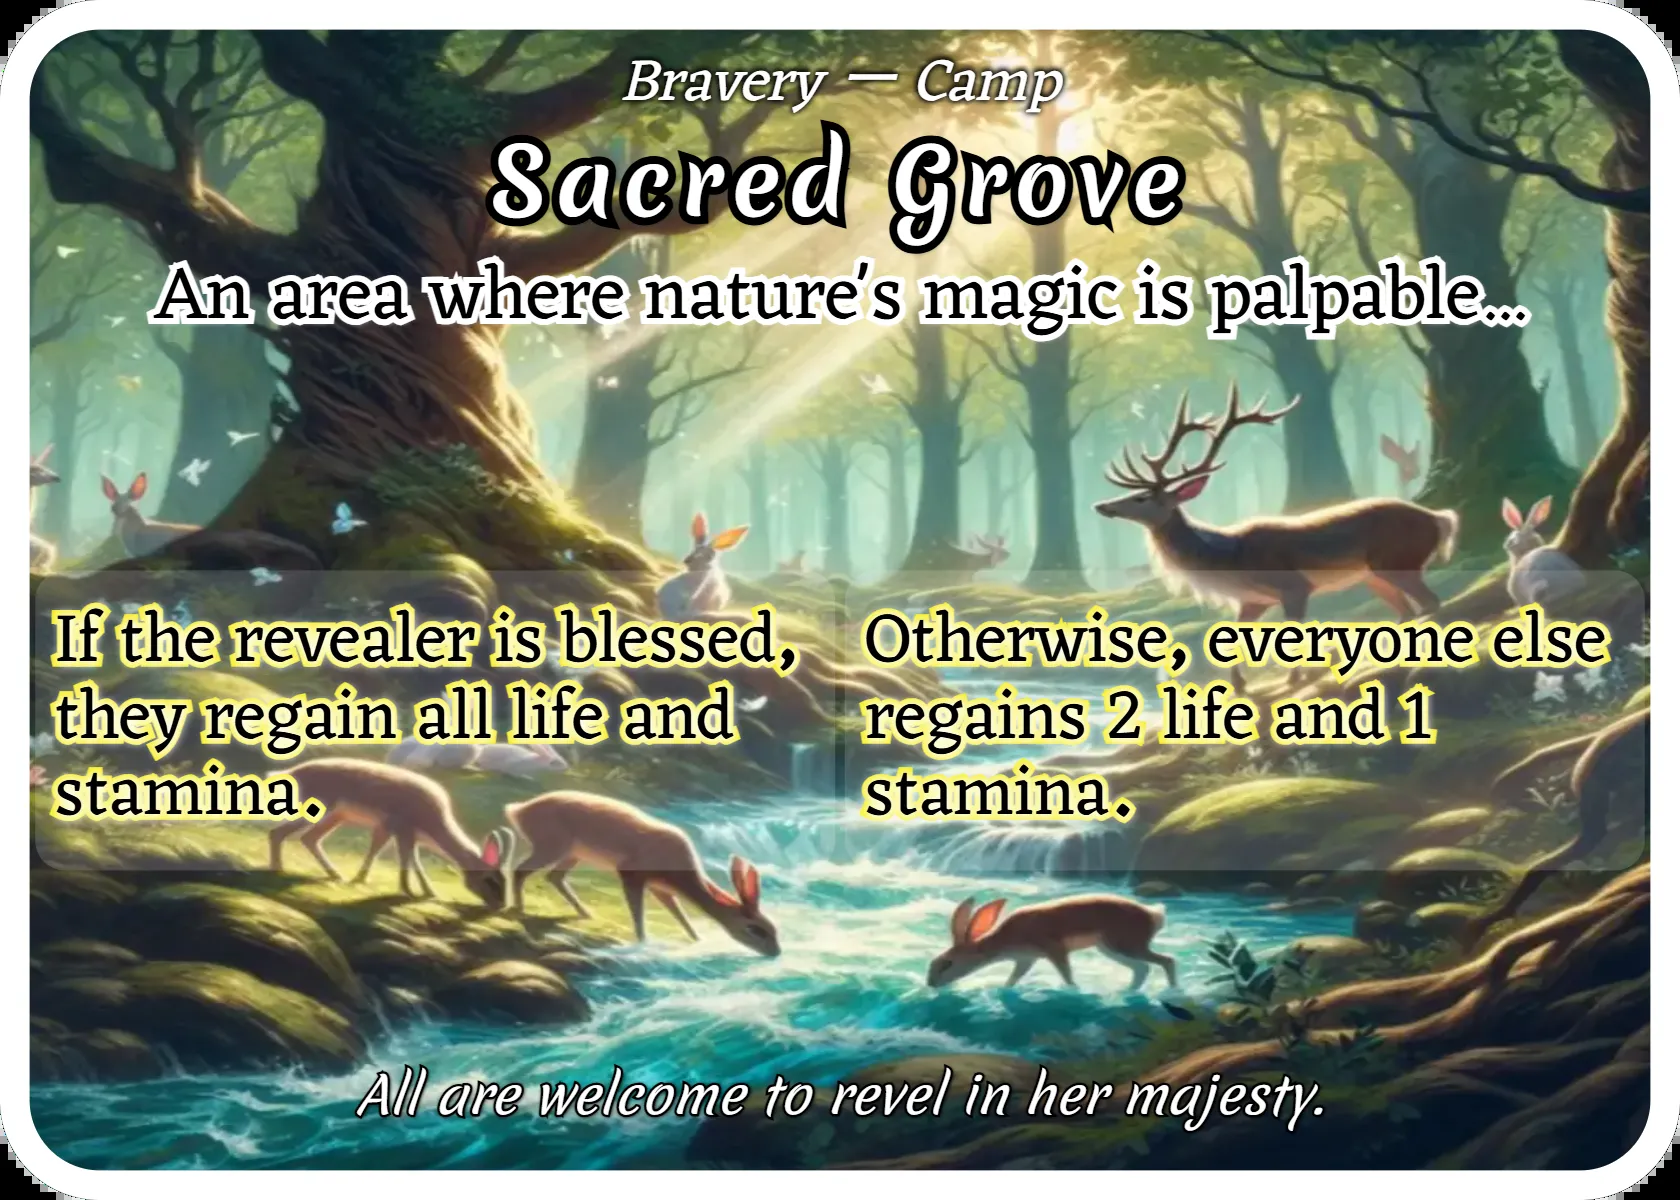 Bravery — Camp
Sacred Grove
An area where nature's magic is palpable...
If the revealer is blessed,
they regain all life and
stamina.
Otherwise, everyone else
regains 2 life and 1
stamina.
All are welcome to revel in her majesty.